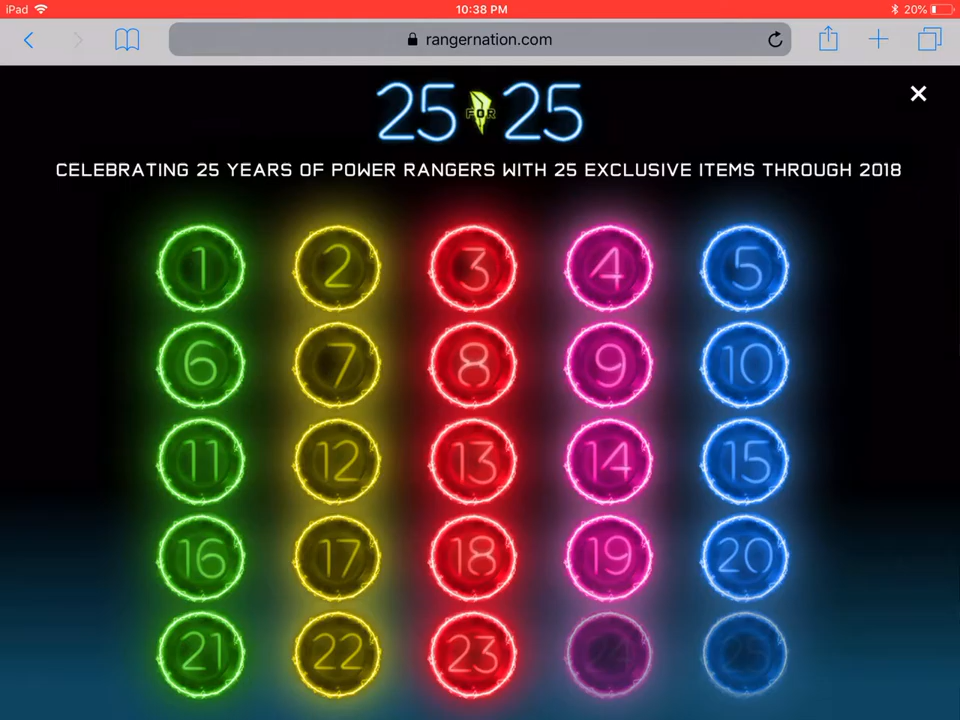 iPad 10:38 PM 20%
rangernation.com
25 FOR 25
CELEBRATING 25 YEARS OF POWER RANGERS WITH 25 EXCLUSIVE ITEMS THROUGH 2018
1 2 3 4 5
6 7 8 9 10
11 12 13 14 15
16 17 18 19 20
21 22 23 24 25